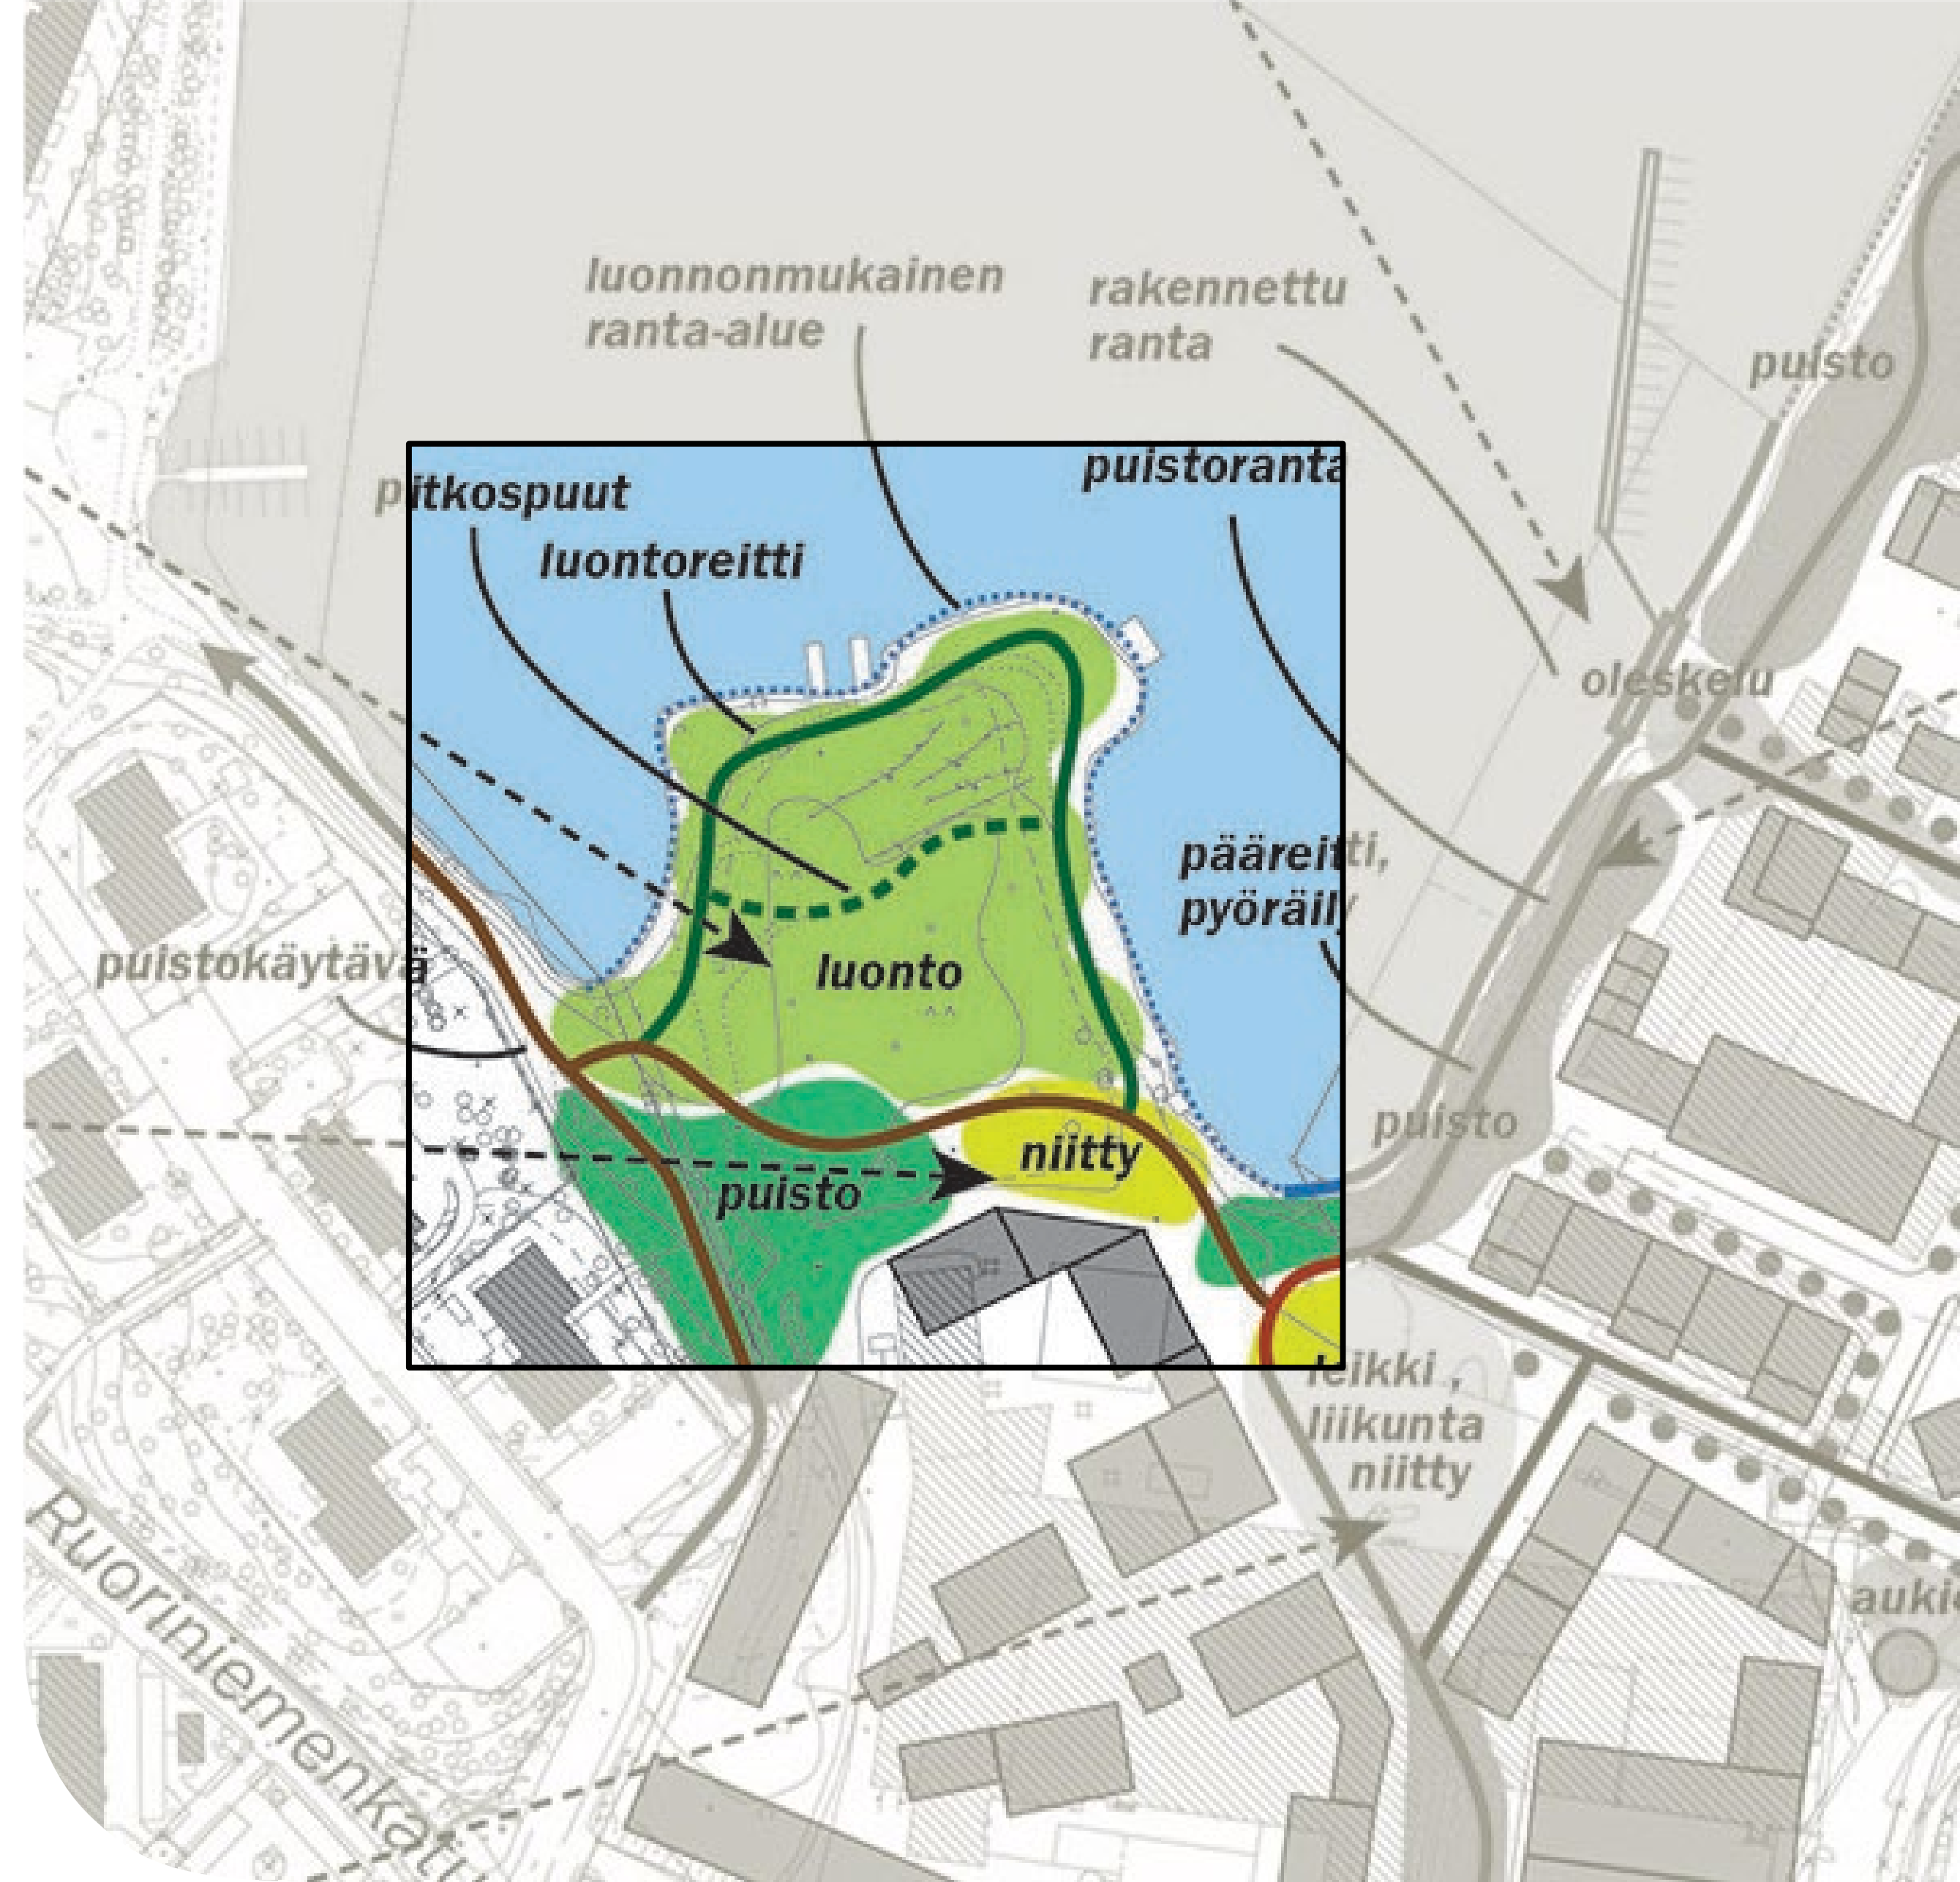 luonnonmukainen
ranta-alue
rakennettu
ranta
puisto
pitkospuut
puistoranta
luontoreitti
oleskelu
pääreitti,
pyöräily
puistokäytävä
luonto
puisto
niitty
puisto
leikki ,
liikunta
niitty
Ruoriniemenkatu